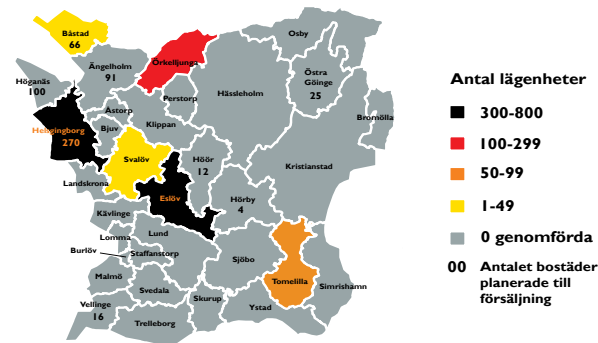 Båstad
66
Osby
Ängelholm
91
Örkelljunga
Höganäs
100
Östra
Göinge
25
Perstorp
Hässleholm
Åstorp
Bromölla
Klippan
Bjuv
Helsingborg
270
Svalöv
Höör
12
Kristianstad
Landskrona
Eslöv
Hörby
4
Kävlinge
Lund
Lomma
Burlöv
Staffanstorp
Sjöbo
Malmö
Tomelilla
Simrishamn
Svedala
Skurup
Vellinge
16
Ystad
Trelleborg
Antal lägenheter
300-800
100-299
50-99
1-49
0 genomförda
00 Antalet bostäder
planerade till
försäljning